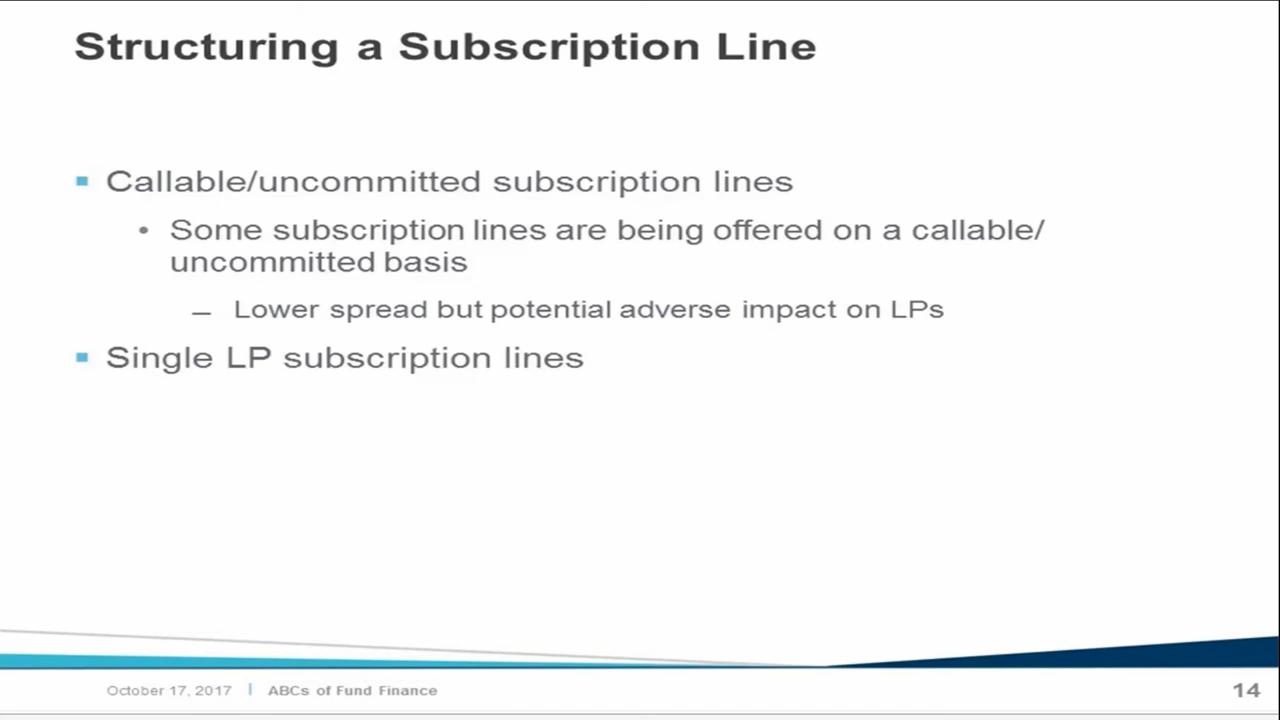 Structuring a Subscription Line
Callable/uncommitted subscription lines
Some subscription lines are being offered on a callable/
uncommitted basis
Lower spread but potential adverse impact on LPs
Single LP subscription lines
October 17, 2017 | ABCs of Fund Finance
14